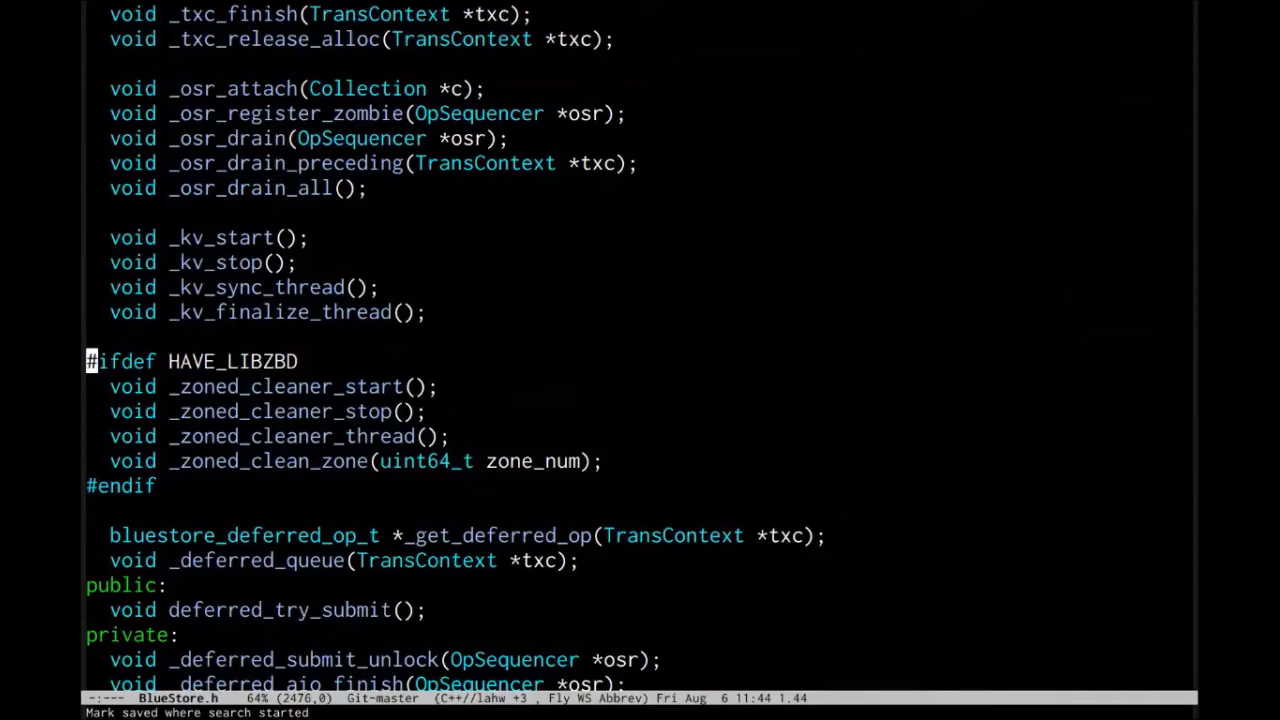 void _txc_finish(TransContext *txc);
void _txc_release_alloc(TransContext *txc);
void _osr_attach(Collection *c);
void _osr_register_zombie(OpSequencer *osr);
void _osr_drain(OpSequencer *osr);
void _osr_drain_preceding(TransContext *txc);
void _osr_drain_all();
void _kv_start();
void _kv_stop();
void _kv_sync_thread();
void _kv_finalize_thread();
#ifdef HAVE_LIBZBD
void _zoned_cleaner_start();
void _zoned_cleaner_stop();
void _zoned_cleaner_thread();
void _zoned_clean_zone(uint64_t zone_num);
#endif
bluestore_deferred_op_t *_get_deferred_op(TransContext *txc);
void _deferred_queue(TransContext *txc);
public:
void deferred_try_submit();
private:
void _deferred_submit_unlock(OpSequencer *osr);
void _deferred_aio_finish(OpSequencer *osr);
-:--- BlueStore.h 64% (2476,0) Git-master (C++//lahw +3 , Fly WS Abbrev) Fri Aug 6 11:44 1.44
Mark saved where search started